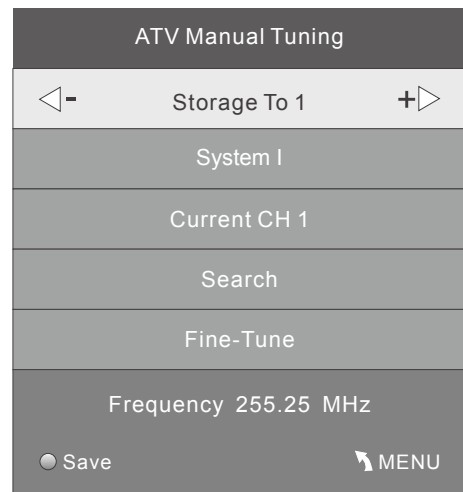 ATV Manual Tuning
- Storage To 1 +
System I
Current CH 1
Search
Fine-Tune
Frequency 255.25 MHz
Save MENU